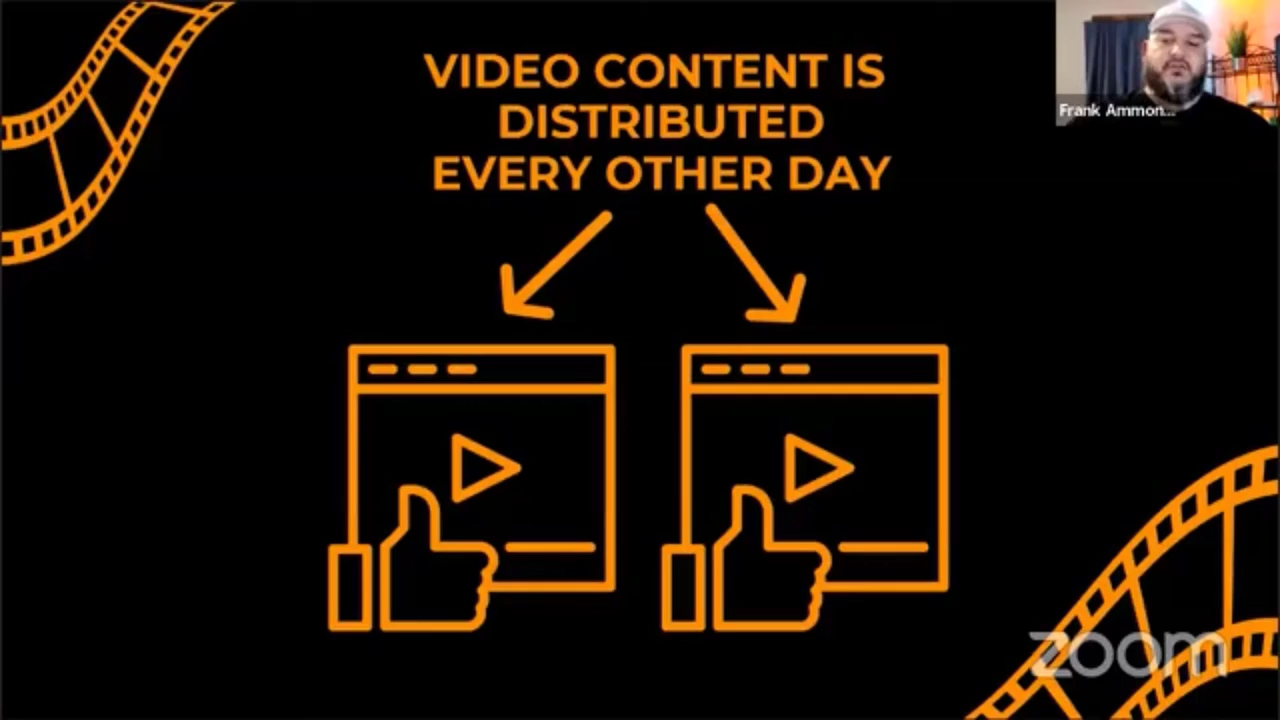 VIDEO CONTENT IS
DISTRIBUTED
EVERY OTHER DAY
Frank Ammon...
zoom